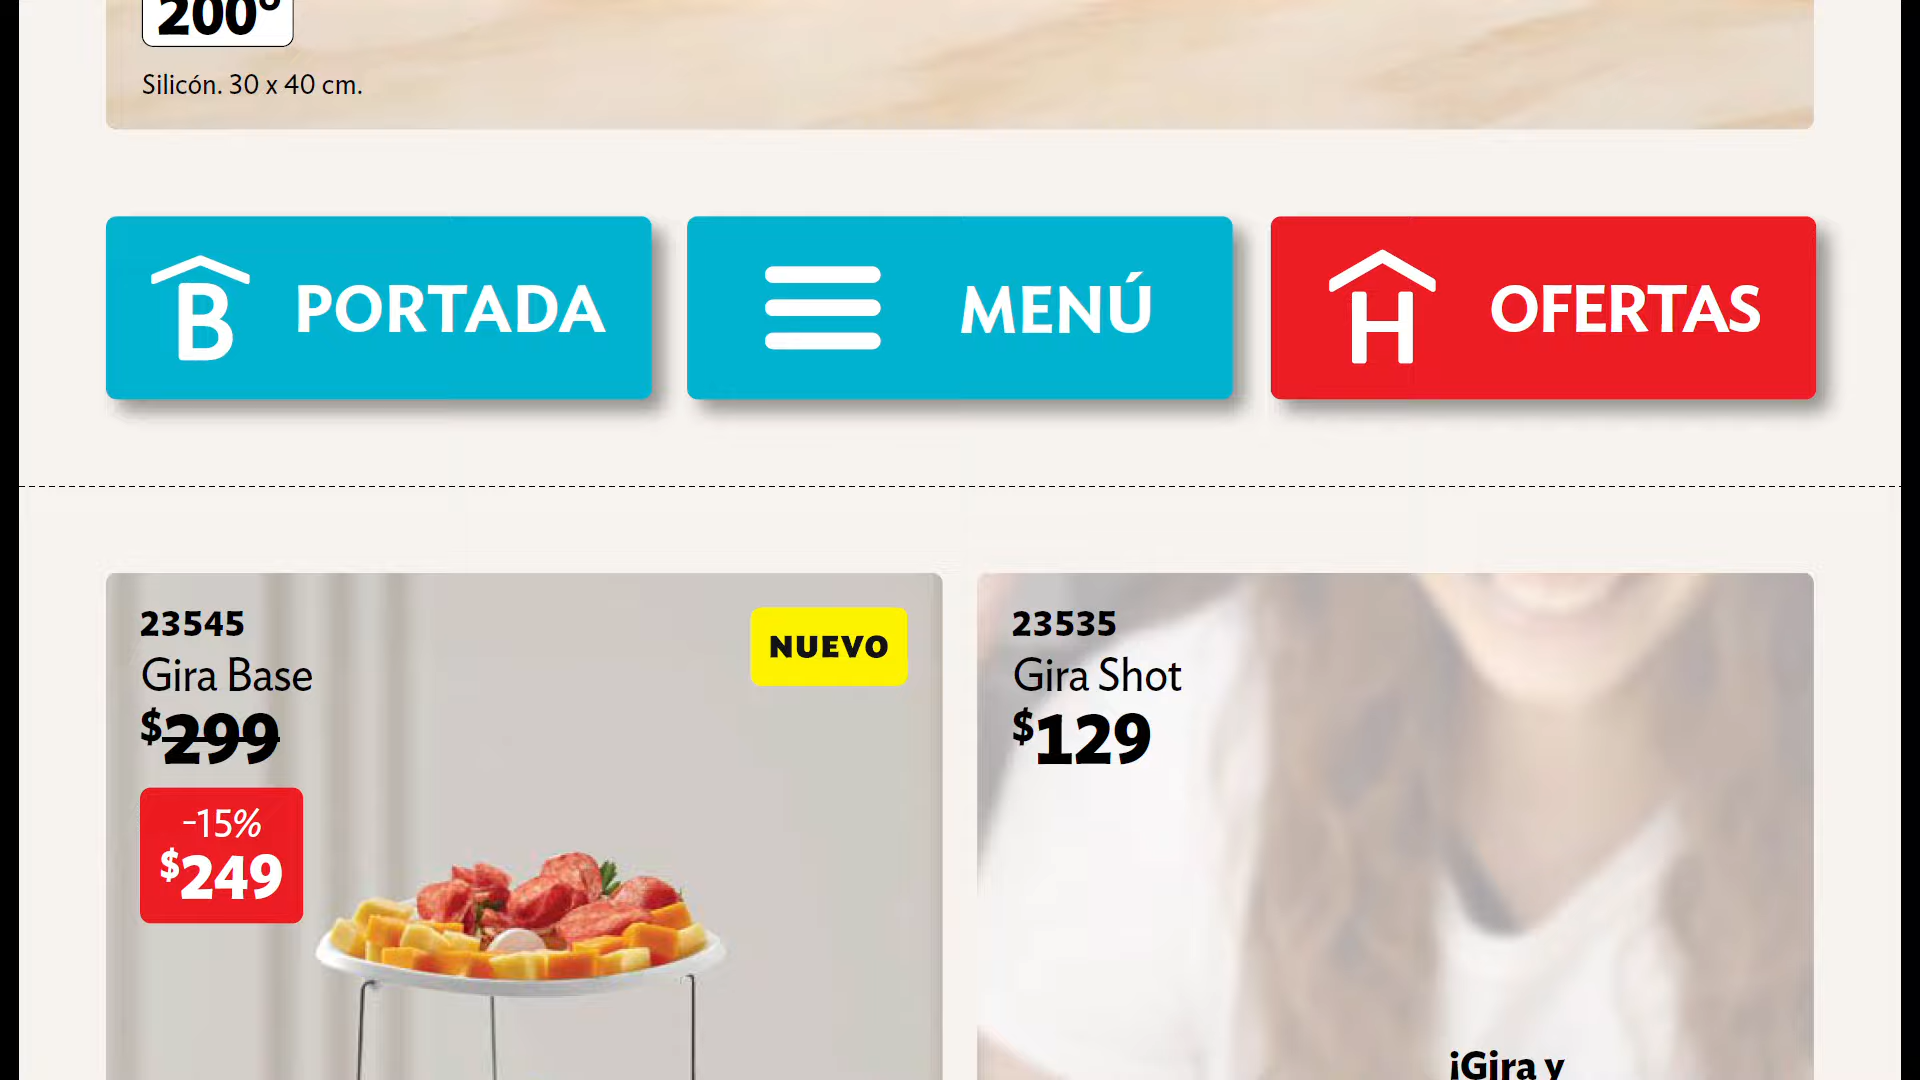 200°
Silicón. 30 x 40 cm.
B PORTADA
MENÚ
H OFERTAS
23545
Gira Base
$299
NUEVO
-15%
$249
23535
Gira Shot
$129
¡Gira y